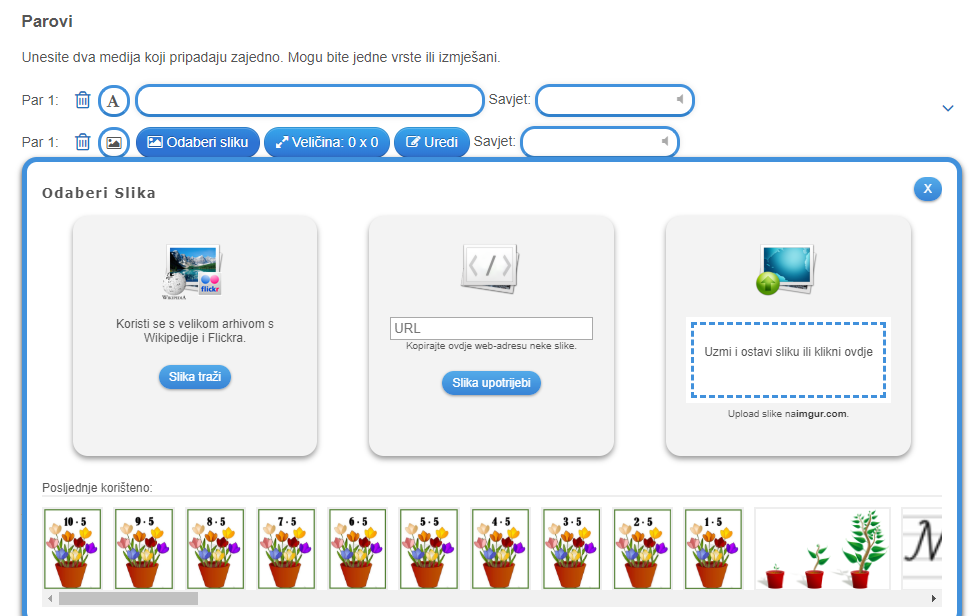 Parovi
Unesite dva medija koji pripadaju zajedno. Mogu bite jedne vrste ili izmješani.
Par 1: A Savjet:
Par 1: Odaberi sliku Veličina: 0 x 0 Uredi Savjet:
Odaberi Slika X
WIKIPEDIA
flickr
Koristi se s velikom arhivom s
Wikipedije i Flickra.
Slika traži
</>
URL
Kopirajte ovdje web-adresu neke slike.
Slika upotrijebi
Uzmi i ostavi sliku ili klikni ovdje
Upload slike naimgur.com.
Posljednje korišteno:
10 · 5 9 · 5 8 · 5 7 · 5 6 · 5 5 · 5 4 · 5 3 · 5 2 · 5 1 · 5 N